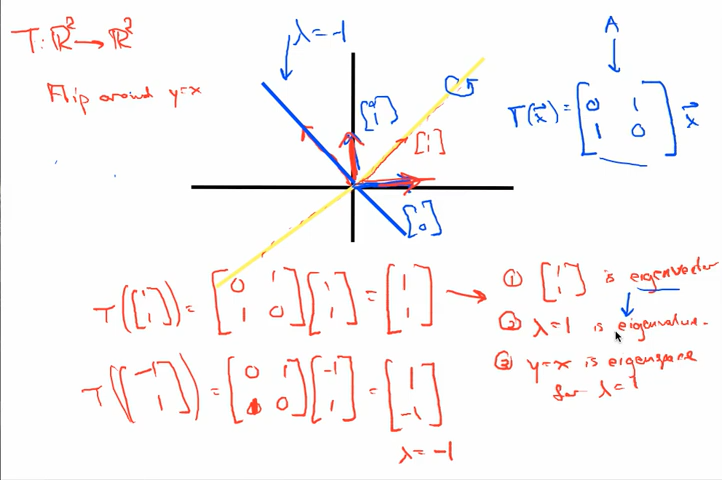 T: ℝ² → ℝ²
Flip around y=x
λ = -1
A
T(x⃗) = [0 1; 1 0] x⃗
[0; 1]
[1; 1]
[1; 0]
T([1; 1]) = [0 1; 1 0] [1; 1] = [1; 1] →
① [1; 1] is eigenvector
② λ=1 is eigenvalue.
③ y=x is eigenspace
for λ=1
T([-1; 1]) = [0 1; 1 0] [-1; 1] = [1; -1]
λ = -1